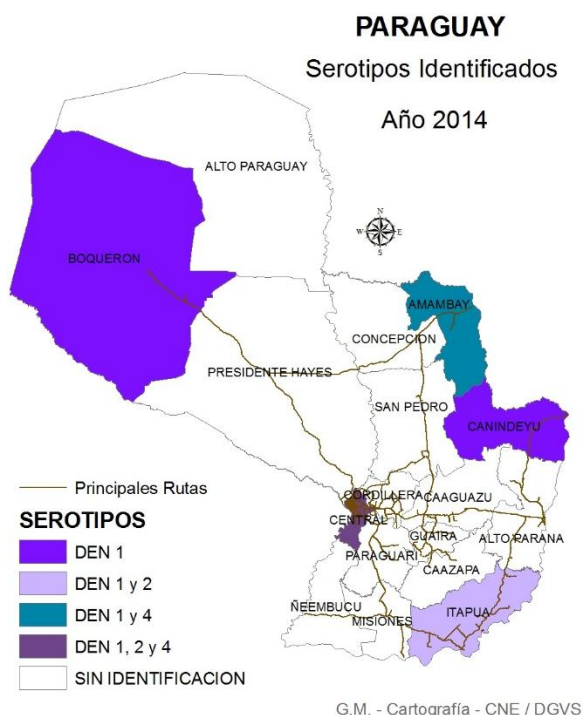 PARAGUAY
Serotipos Identificados
Año 2014
ALTO PARAGUAY
N
W
E
S
BOQUERON
AMAMBAY
CONCEPCION
PRESIDENTE HAYES
SAN PEDRO
CANINDEYU
Principales Rutas
CORDILLERA
CAAGUAZU
CENTRAL
GUAIRA
ALTO PARANA
PARAGUARI
CAAZAPA
ÑEEMBUCU
MISIONES
ITAPUA
SEROTIPOS
DEN 1
DEN 1 y 2
DEN 1 y 4
DEN 1, 2 y 4
SIN IDENTIFICACION
G.M. - Cartografía - CNE / DGVS